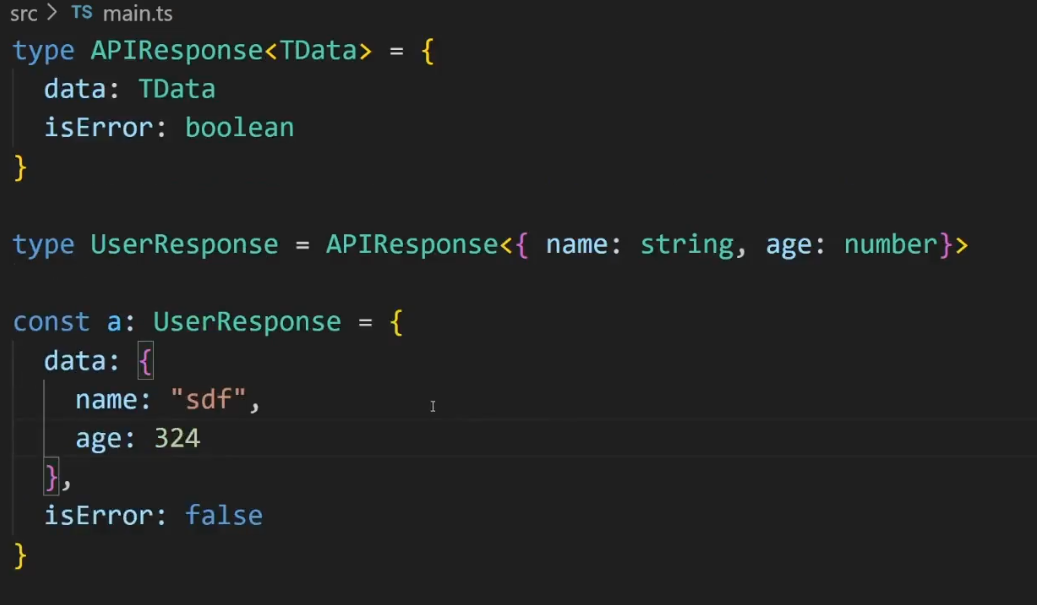 src > TS main.ts
type APIResponse<TData> = {
  data: TData
  isError: boolean
}
type UserResponse = APIResponse<{ name: string, age: number}>
const a: UserResponse = {
  data: {
    name: "sdf",
    age: 324
  },
  isError: false
}